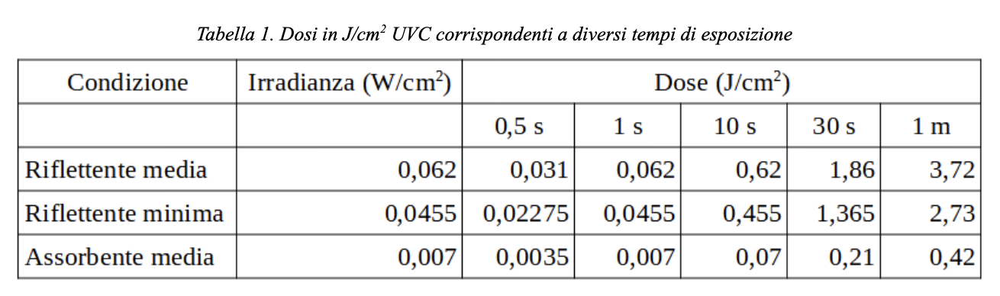 Tabella 1. Dosi in J/cm² UVC corrispondenti a diversi tempi di esposizione
Condizione Irradianza (W/cm²) Dose (J/cm²)
0,5 s 1 s 10 s 30 s 1 m
Riflettente media 0,062 0,031 0,062 0,62 1,86 3,72
Riflettente minima 0,0455 0,02275 0,0455 0,455 1,365 2,73
Assorbente media 0,007 0,0035 0,007 0,07 0,21 0,42